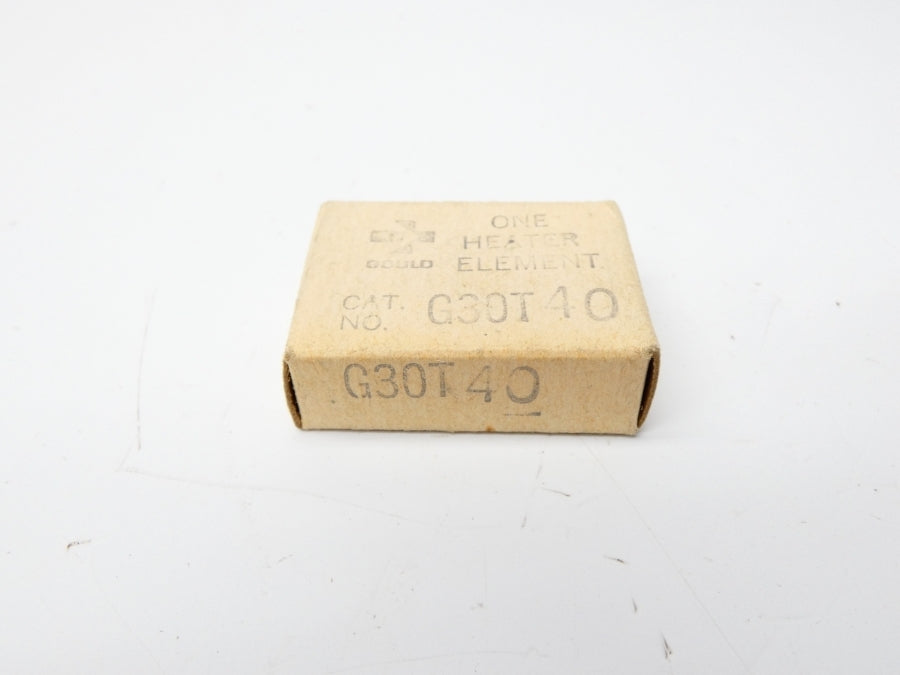 ONE
HEATER
GOULD ELEMENT.
CAT.
NO. G30T40
G30T40